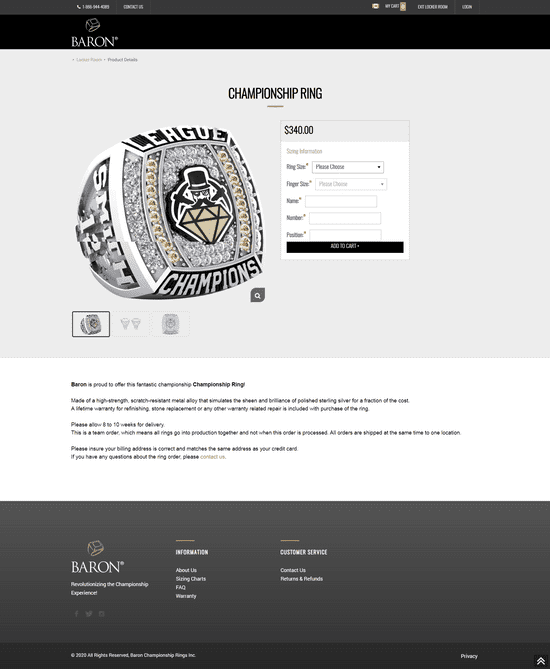 1-866-944-4089
CONTACT US
MY CART
EXIT LOCKER ROOM
LOGIN
BARON®
Locker Room • Product Details
CHAMPIONSHIP RING
LEAGUE
SMITH
12
CHAMPIONS
$340.00
Sizing Information
Ring Size:* Please Choose
Finger Size:* Please Choose
Name:*
Number:*
Position:*
ADD TO CART •
Baron is proud to offer this fantastic championship Championship Ring!
Made of a high-strength, scratch-resistant metal alloy that simulates the sheen and brilliance of polished sterling silver for a fraction of the cost.
A lifetime warranty for refinishing, stone replacement or any other warranty related repair is included with purchase of the ring.
Please allow 8 to 10 weeks for delivery.
This is a team order, which means all rings go into production together and not when this order is processed. All orders are shipped at the same time to one location.
Please insure your billing address is correct and matches the same address as your credit card.
If you have any questions about the ring order, please contact us.
BARON®
Revolutionizing the Championship
Experience!
INFORMATION
About Us
Sizing Charts
FAQ
Warranty
CUSTOMER SERVICE
Contact Us
Returns & Refunds
© 2020 All Rights Reserved, Baron Championship Rings Inc.
Privacy